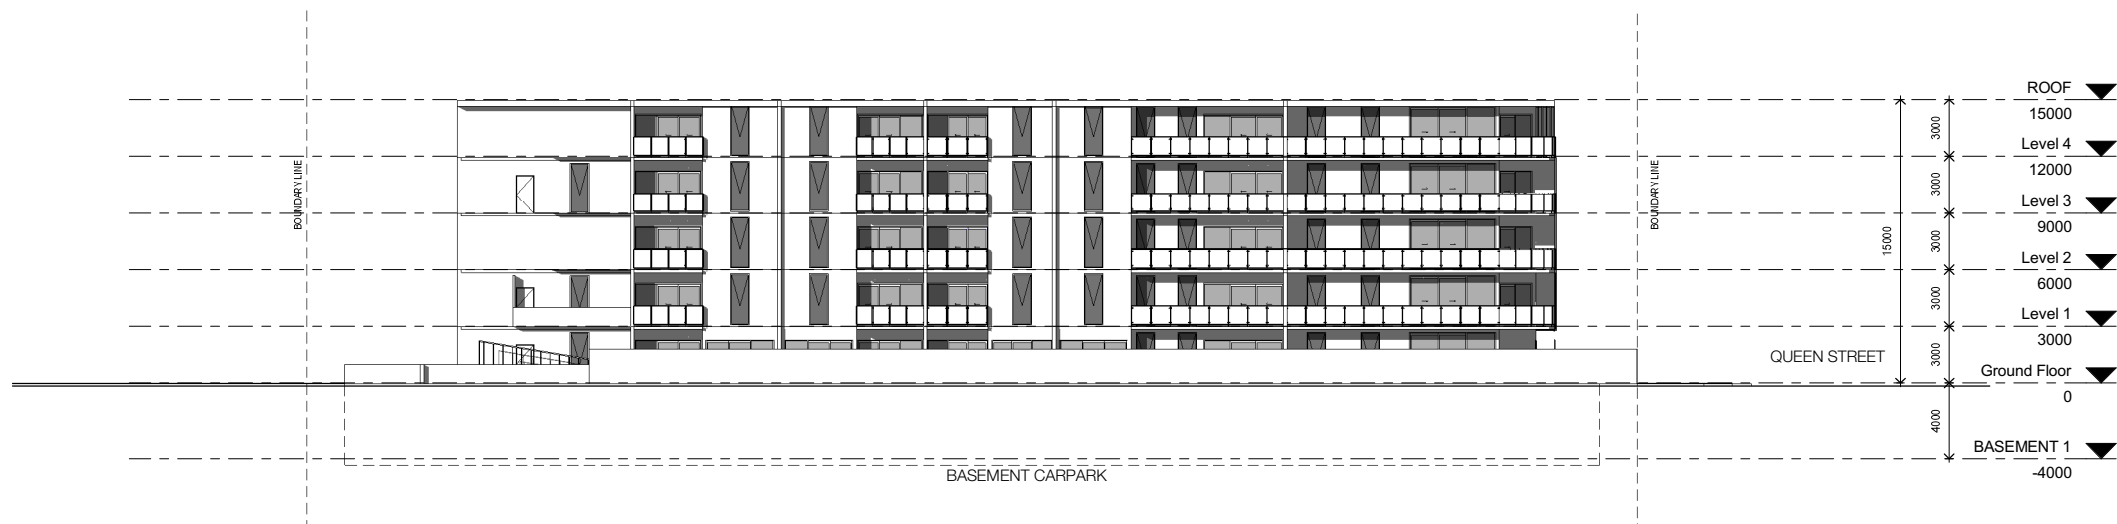 ROOF
15000
Level 4
12000
Level 3
9000
Level 2
6000
Level 1
3000
Ground Floor
0
BASEMENT 1
-4000
3000
3000
3000
3000
3000
4000
15000
BOUNDARY LINE
BOUNDARY LINE
QUEEN STREET
BASEMENT CARPARK